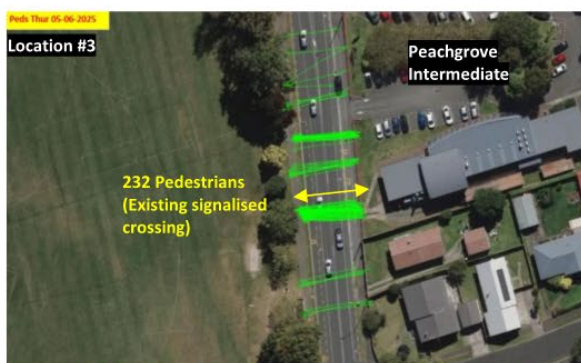 Peds Thur 05-06-2025
Location #3
Peachgrove
Intermediate
232 Pedestrians
(Existing signalised
crossing)